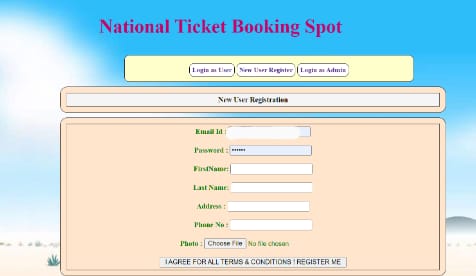 National Ticket Booking Spot
Login as User New User Register Login as Admin
New User Registration
Email Id :
Password : ••••••
FirstName:
Last Name:
Address :
Phone No :
Photo : Choose File No file chosen
I AGREE FOR ALL TERMS & CONDITIONS ! REGISTER ME